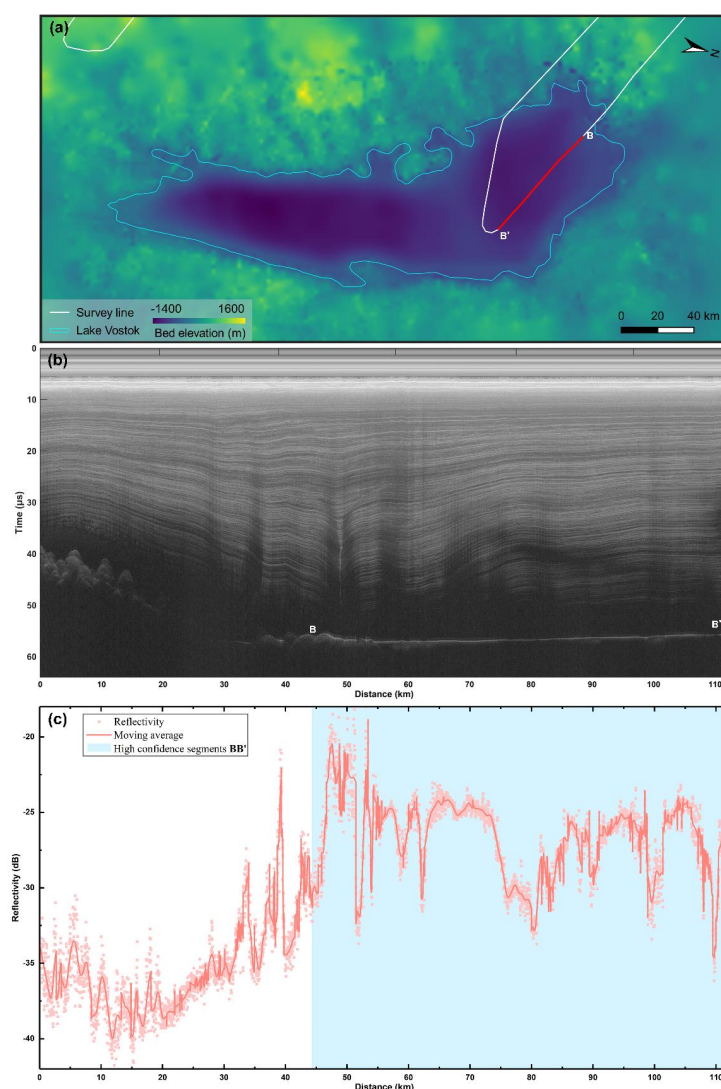 (a)
N
B
B'
Survey line
Lake Vostok
-1400 1600
Bed elevation (m)
0 20 40 km
(b)
0
10
20
30
40
50
60
Time (µs)
B
B'
0 10 20 30 40 50 60 70 80 90 100 110
Distance (km)
(c)
Reflectivity
Moving average
High confidence segments BB'
-20
-25
-30
-35
-40
Reflectivity (dB)
0 10 20 30 40 50 60 70 80 90 100 110
Distance (km)